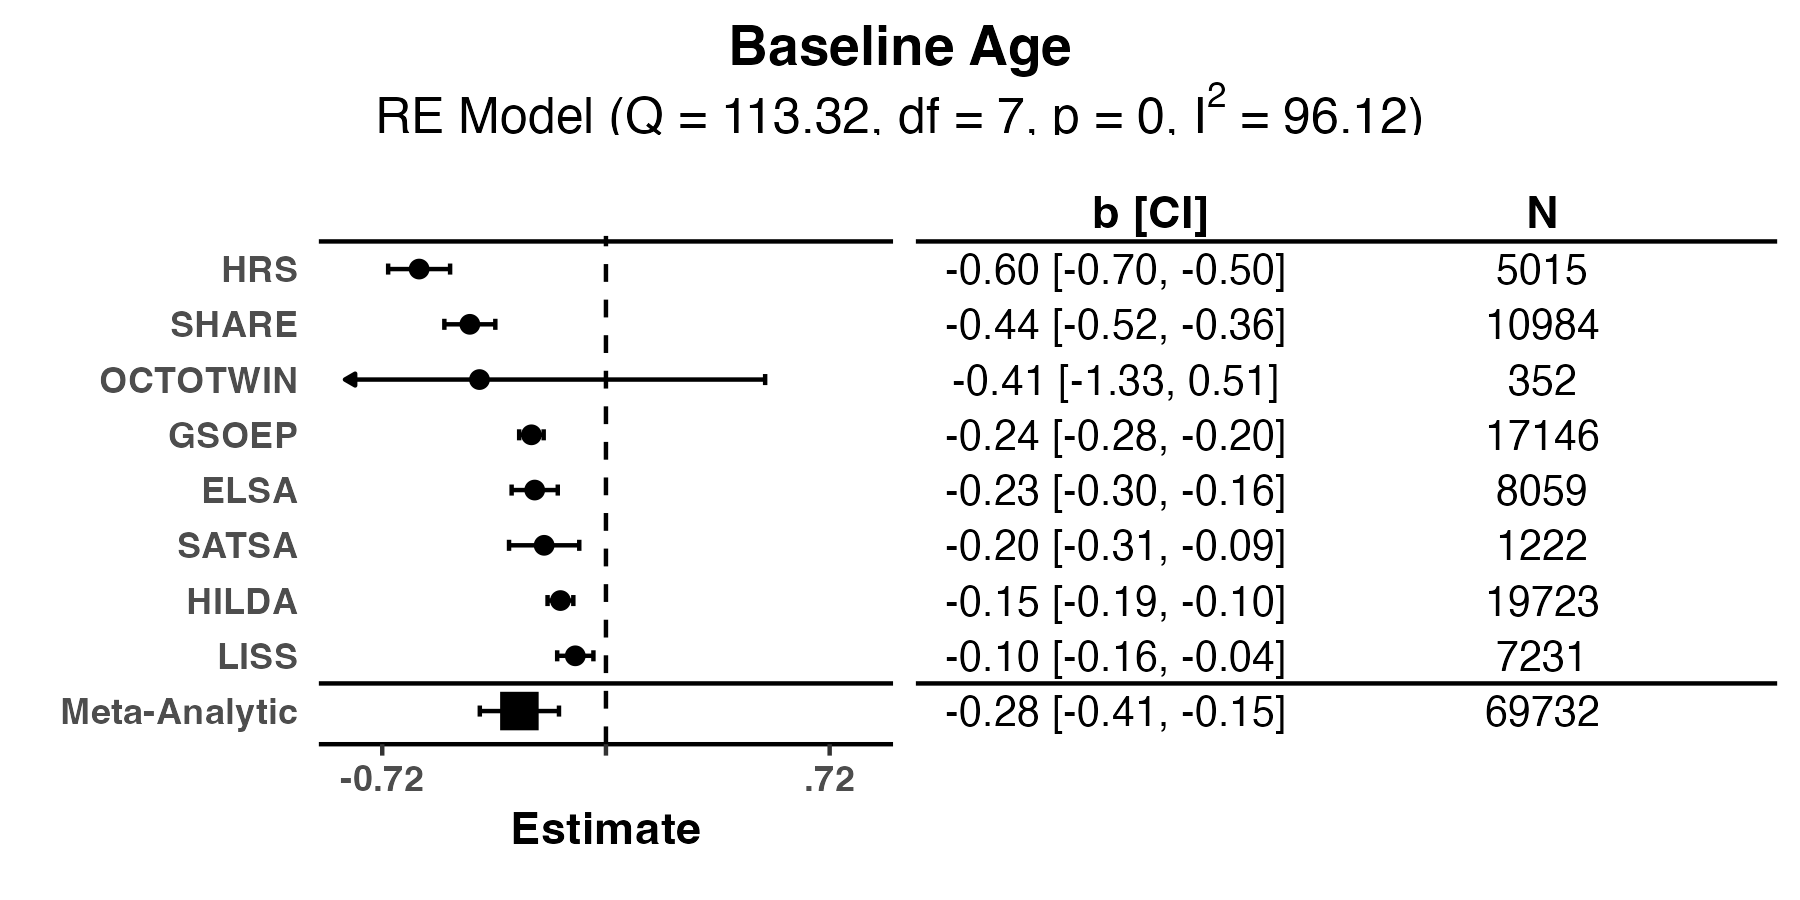 Baseline Age
RE Model (Q = 113.32, df = 7, p = 0, I² = 96.12)
b [CI] N
HRS -0.60 [-0.70, -0.50] 5015
SHARE -0.44 [-0.52, -0.36] 10984
OCTOTWIN -0.41 [-1.33, 0.51] 352
GSOEP -0.24 [-0.28, -0.20] 17146
ELSA -0.23 [-0.30, -0.16] 8059
SATSA -0.20 [-0.31, -0.09] 1222
HILDA -0.15 [-0.19, -0.10] 19723
LISS -0.10 [-0.16, -0.04] 7231
Meta-Analytic -0.28 [-0.41, -0.15] 69732
-0.72 .72
Estimate